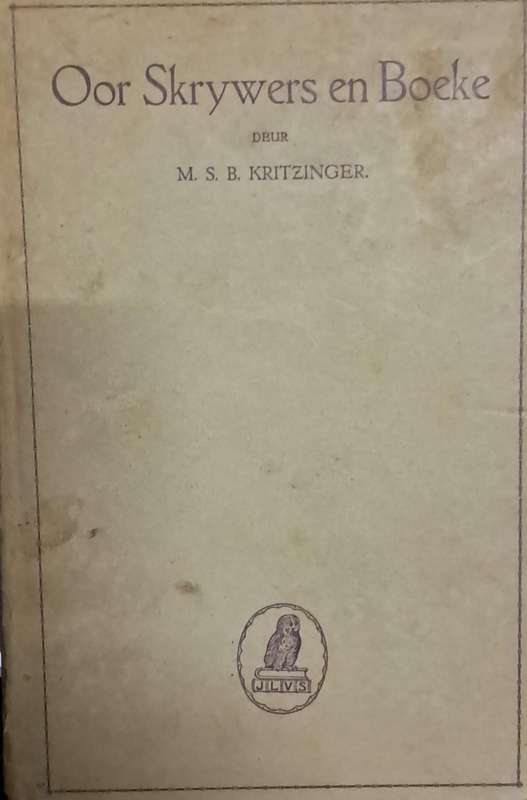 Oor Skrywers en Boeke
DEUR
M. S. B. KRITZINGER.
J L V S